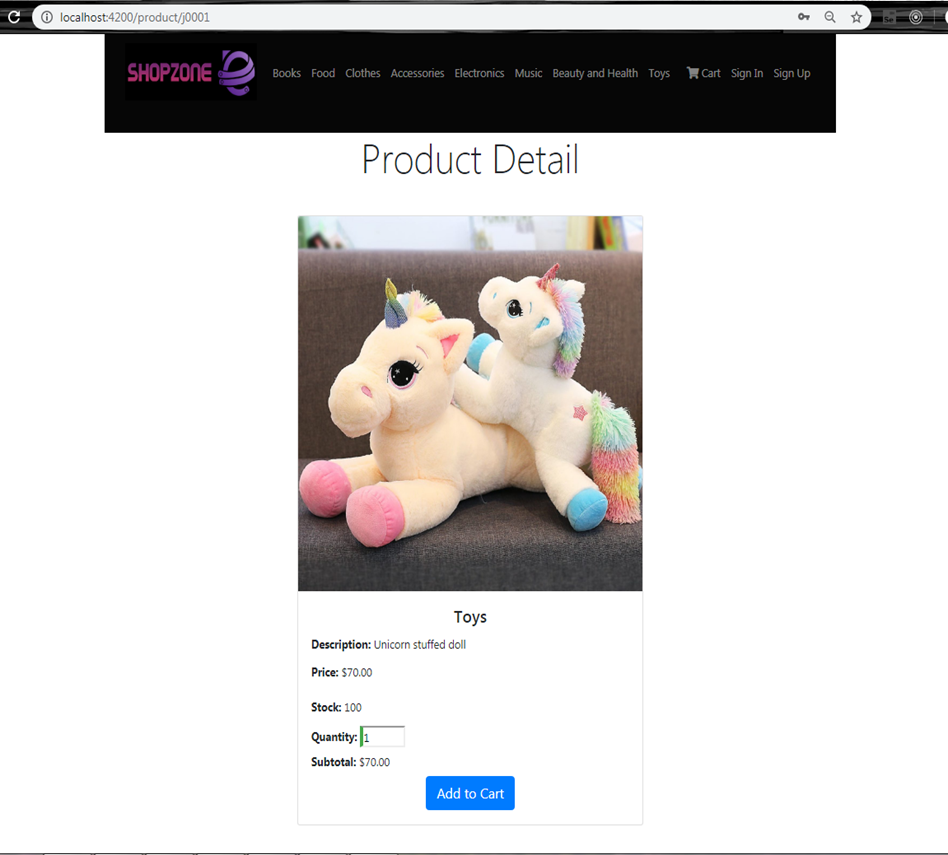 localhost:4200/product/j0001
SHOPZONE Books Food Clothes Accessories Electronics Music Beauty and Health Toys Cart Sign In Sign Up
Product Detail
Toys
Description: Unicorn stuffed doll
Price: $70.00
Stock: 100
Quantity: 1
Subtotal: $70.00
Add to Cart